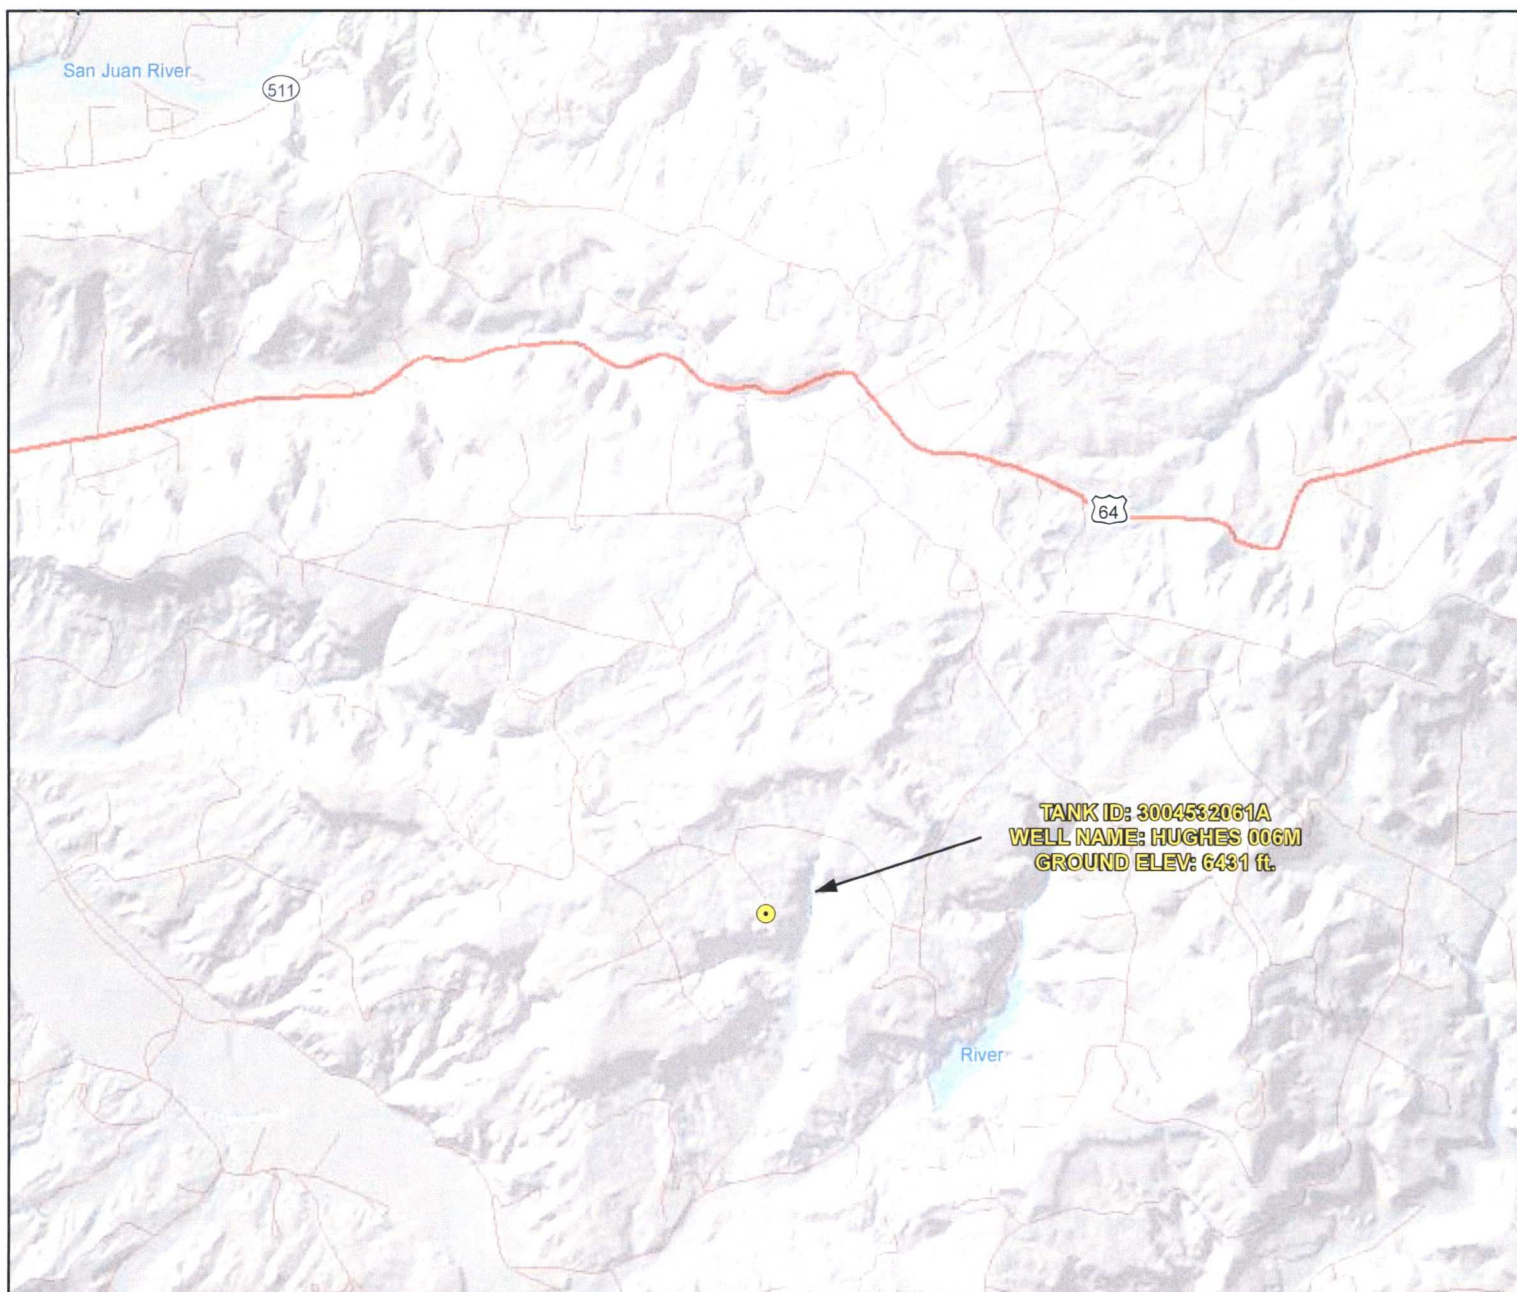 San Juan River
511
64
TANK ID: 3004532061A
WELL NAME: HUGHES 006M
GROUND ELEV: 6431 ft.
River